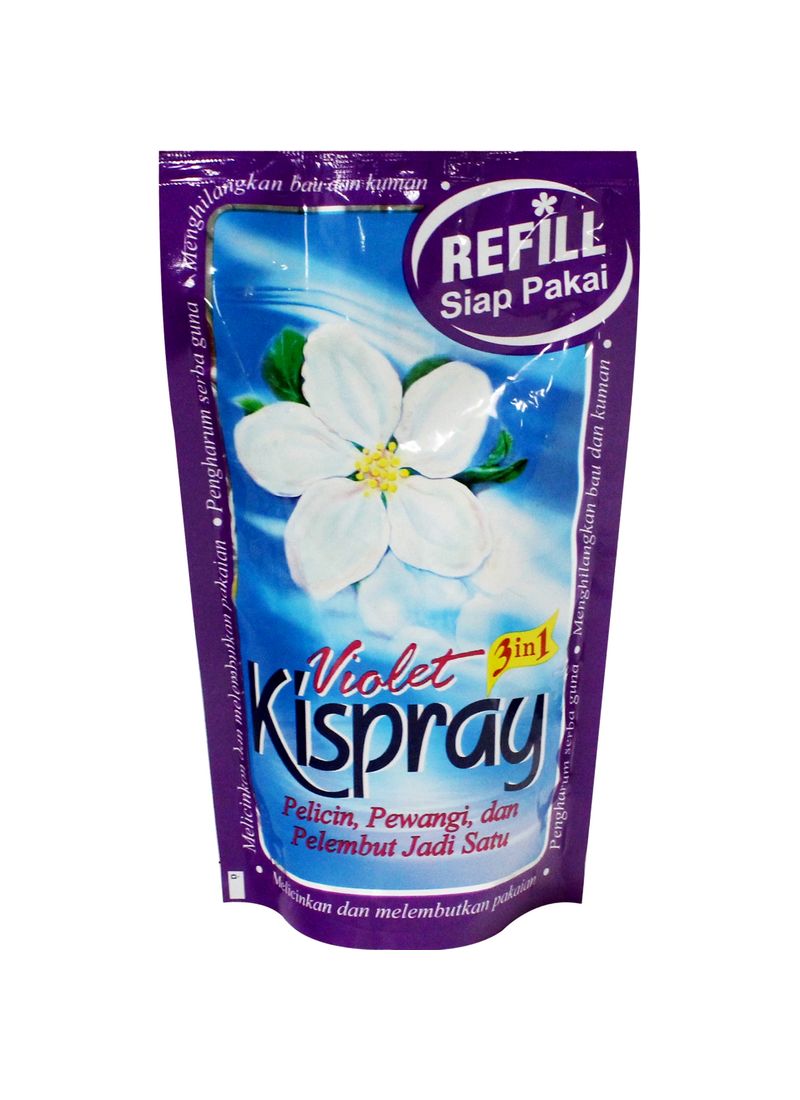 Menghilangkan bau dan kuman
REFILL
Siap Pakai
Violet
3in1
Kispray
Pelicin, Pewangi, dan
Pelembut Jadi Satu
Melicinkan dan melembutkan pakaian • Pengharum serba guna •
Melicinkan dan melembutkan pakaian
Pengharum serba guna • Menghilangkan bau dan kuman •